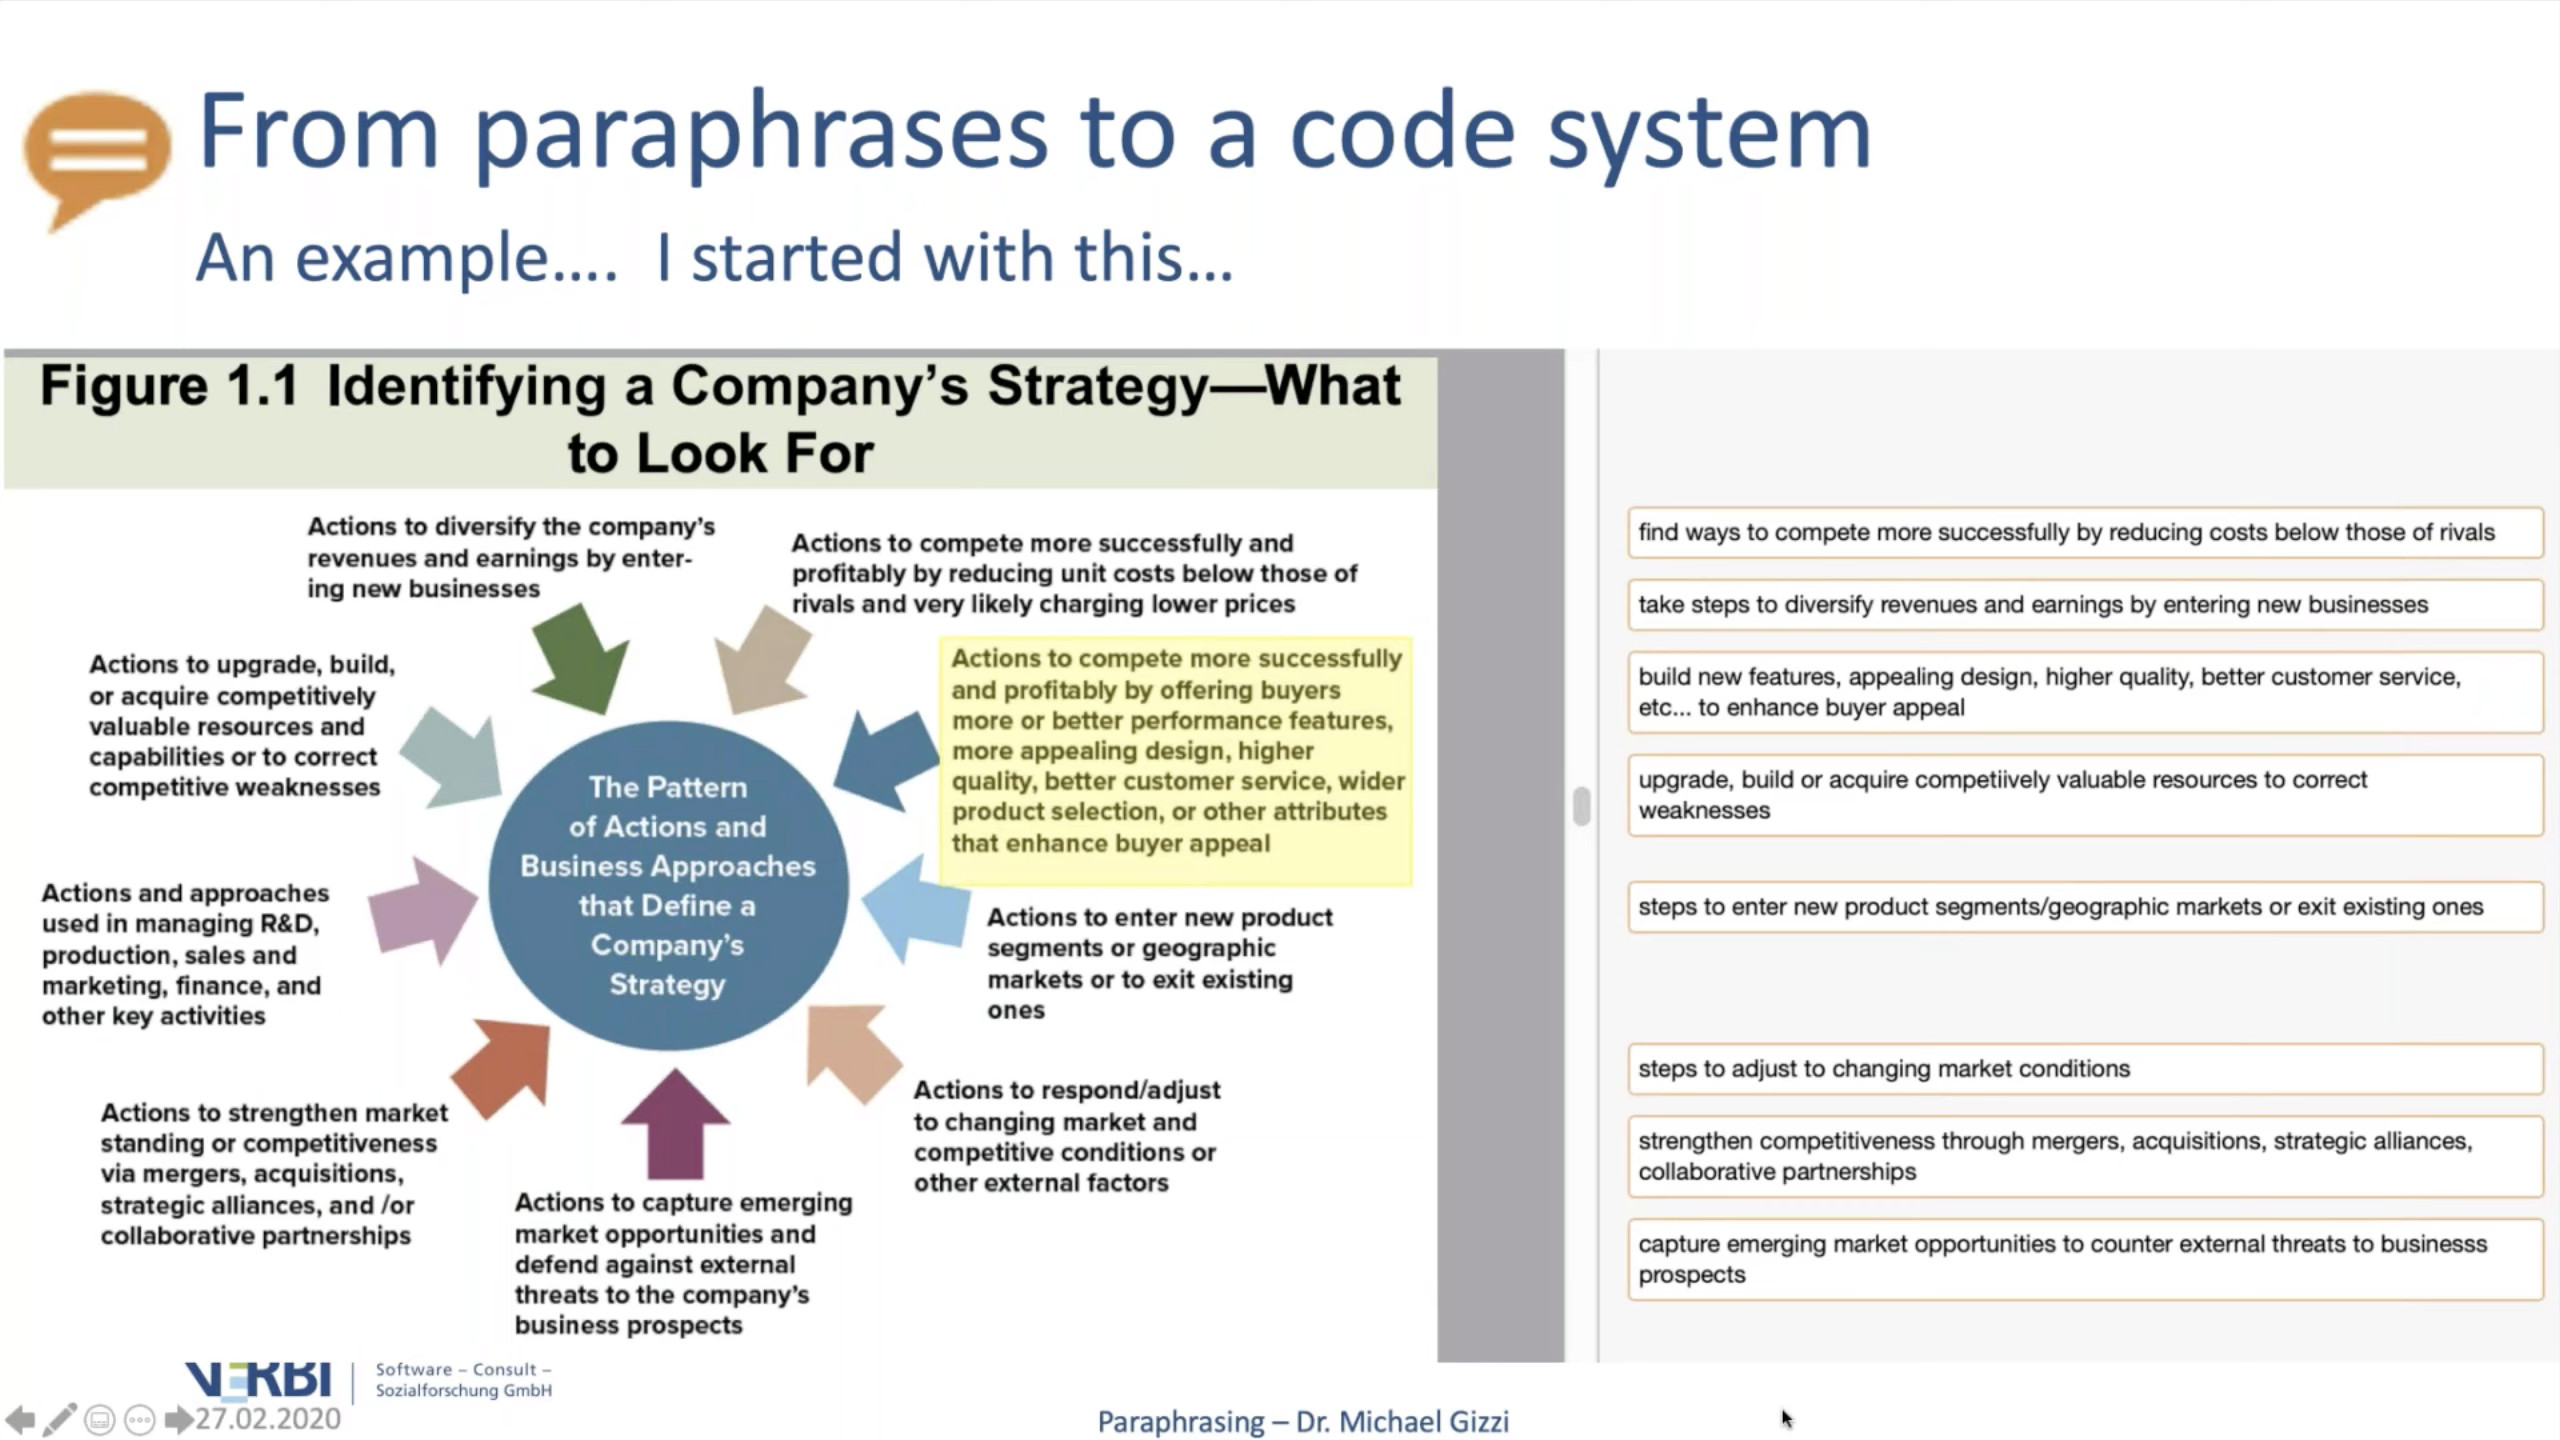 From paraphrases to a code system
An example.... I started with this...
Figure 1.1 Identifying a Company's Strategy—What
to Look For
Actions to diversify the company's
revenues and earnings by enter-
ing new businesses
Actions to compete more successfully and
profitably by reducing unit costs below those of
rivals and very likely charging lower prices
Actions to upgrade, build,
or acquire competitively
valuable resources and
capabilities or to correct
competitive weaknesses
Actions to compete more successfully
and profitably by offering buyers
more or better performance features,
more appealing design, higher
quality, better customer service, wider
product selection, or other attributes
that enhance buyer appeal
The Pattern
of Actions and
Business Approaches
that Define a
Company's
Strategy
Actions and approaches
used in managing R&D,
production, sales and
marketing, finance, and
other key activities
Actions to enter new product
segments or geographic
markets or to exit existing
ones
Actions to strengthen market
standing or competitiveness
via mergers, acquisitions,
strategic alliances, and /or
collaborative partnerships
Actions to capture emerging
market opportunities and
defend against external
threats to the company's
business prospects
Actions to respond/adjust
to changing market and
competitive conditions or
other external factors
find ways to compete more successfully by reducing costs below those of rivals
take steps to diversify revenues and earnings by entering new businesses
build new features, appealing design, higher quality, better customer service,
etc... to enhance buyer appeal
upgrade, build or acquire competiively valuable resources to correct
weaknesses
steps to enter new product segments/geographic markets or exit existing ones
steps to adjust to changing market conditions
strengthen competitiveness through mergers, acquisitions, strategic alliances,
collaborative partnerships
capture emerging market opportunities to counter external threats to businesss
prospects
VERBI
Software – Consult –
Sozialforschung GmbH
27.02.2020
Paraphrasing – Dr. Michael Gizzi